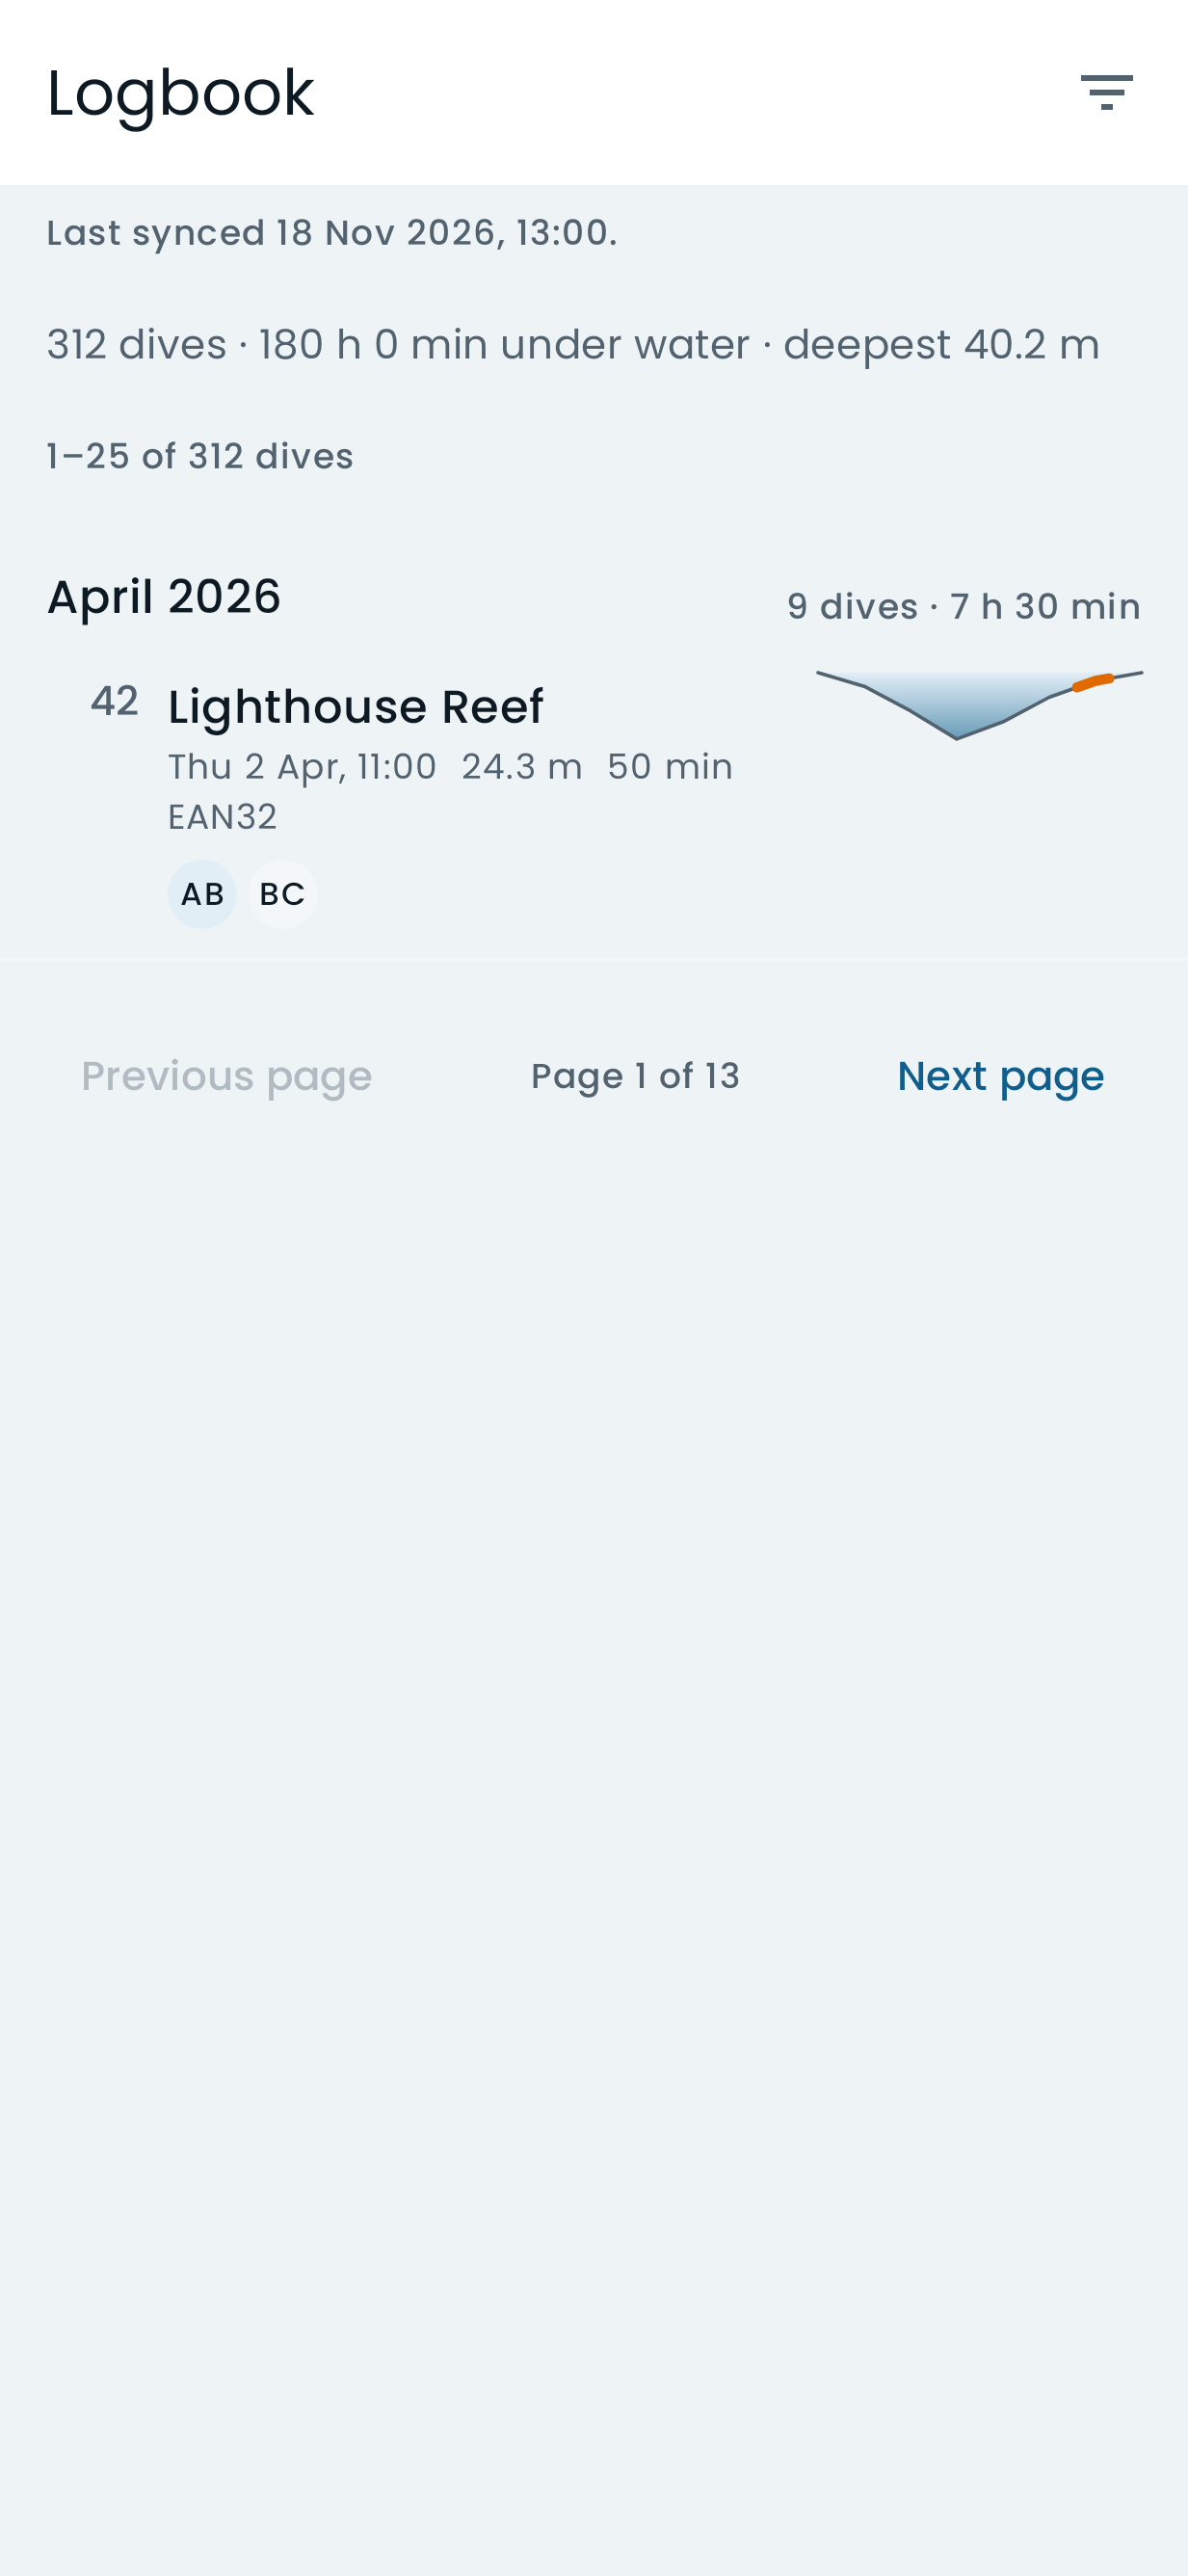 Logbook
Last synced 18 Nov 2026, 13:00.
312 dives · 180 h 0 min under water · deepest 40.2 m
1–25 of 312 dives
April 2026
9 dives · 7 h 30 min
42
Lighthouse Reef
Thu 2 Apr, 11:00 24.3 m 50 min
EAN32
AB BC
Previous page Page 1 of 13 Next page